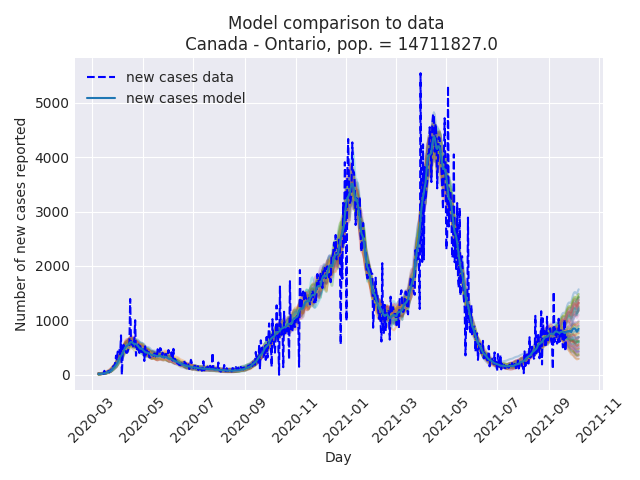 Model comparison to data
Canada - Ontario, pop. = 14711827.0
new cases data
new cases model
Number of new cases reported
5000
4000
3000
2000
1000
0
2020-03
2020-05
2020-07
2020-09
2020-11
2021-01
2021-03
2021-05
2021-07
2021-09
2021-11
Day